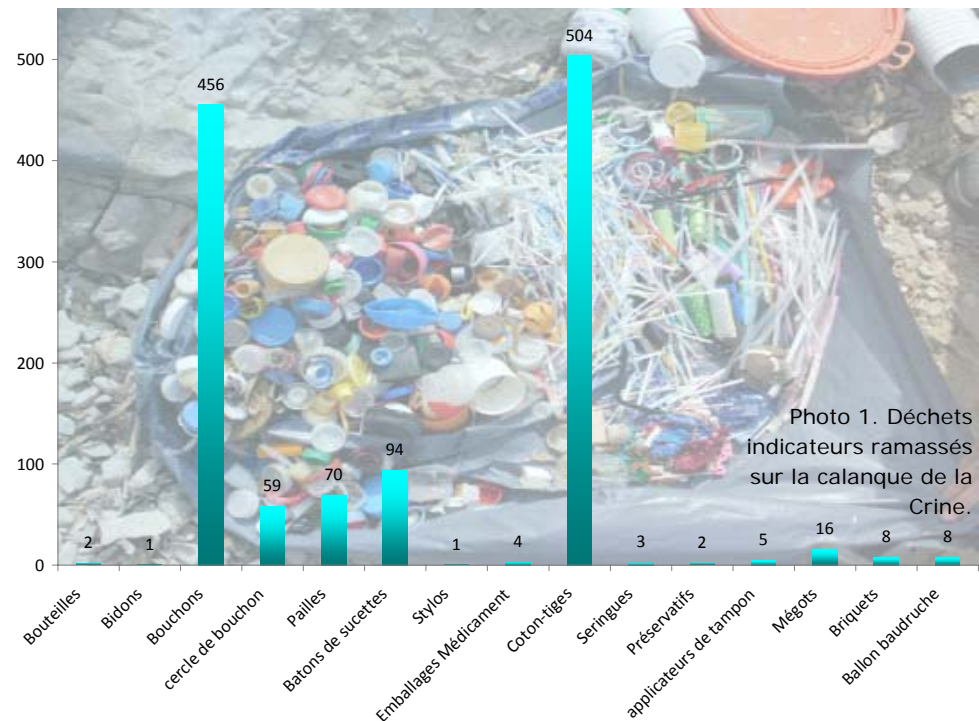 500
400
300
200
100
0
2
1
456
59
70
94
1
4
504
3
2
5
16
8
8
Photo 1. Déchets
indicateurs ramassés
sur la calanque de la
Crine.
Bouteilles
Bidons
Bouchons
cercle de bouchon
Pailles
Batons de sucettes
Stylos
Emballages Médicament
Coton-tiges
Seringues
Préservatifs
applicateurs de tampon
Mégots
Briquets
Ballon baudruche